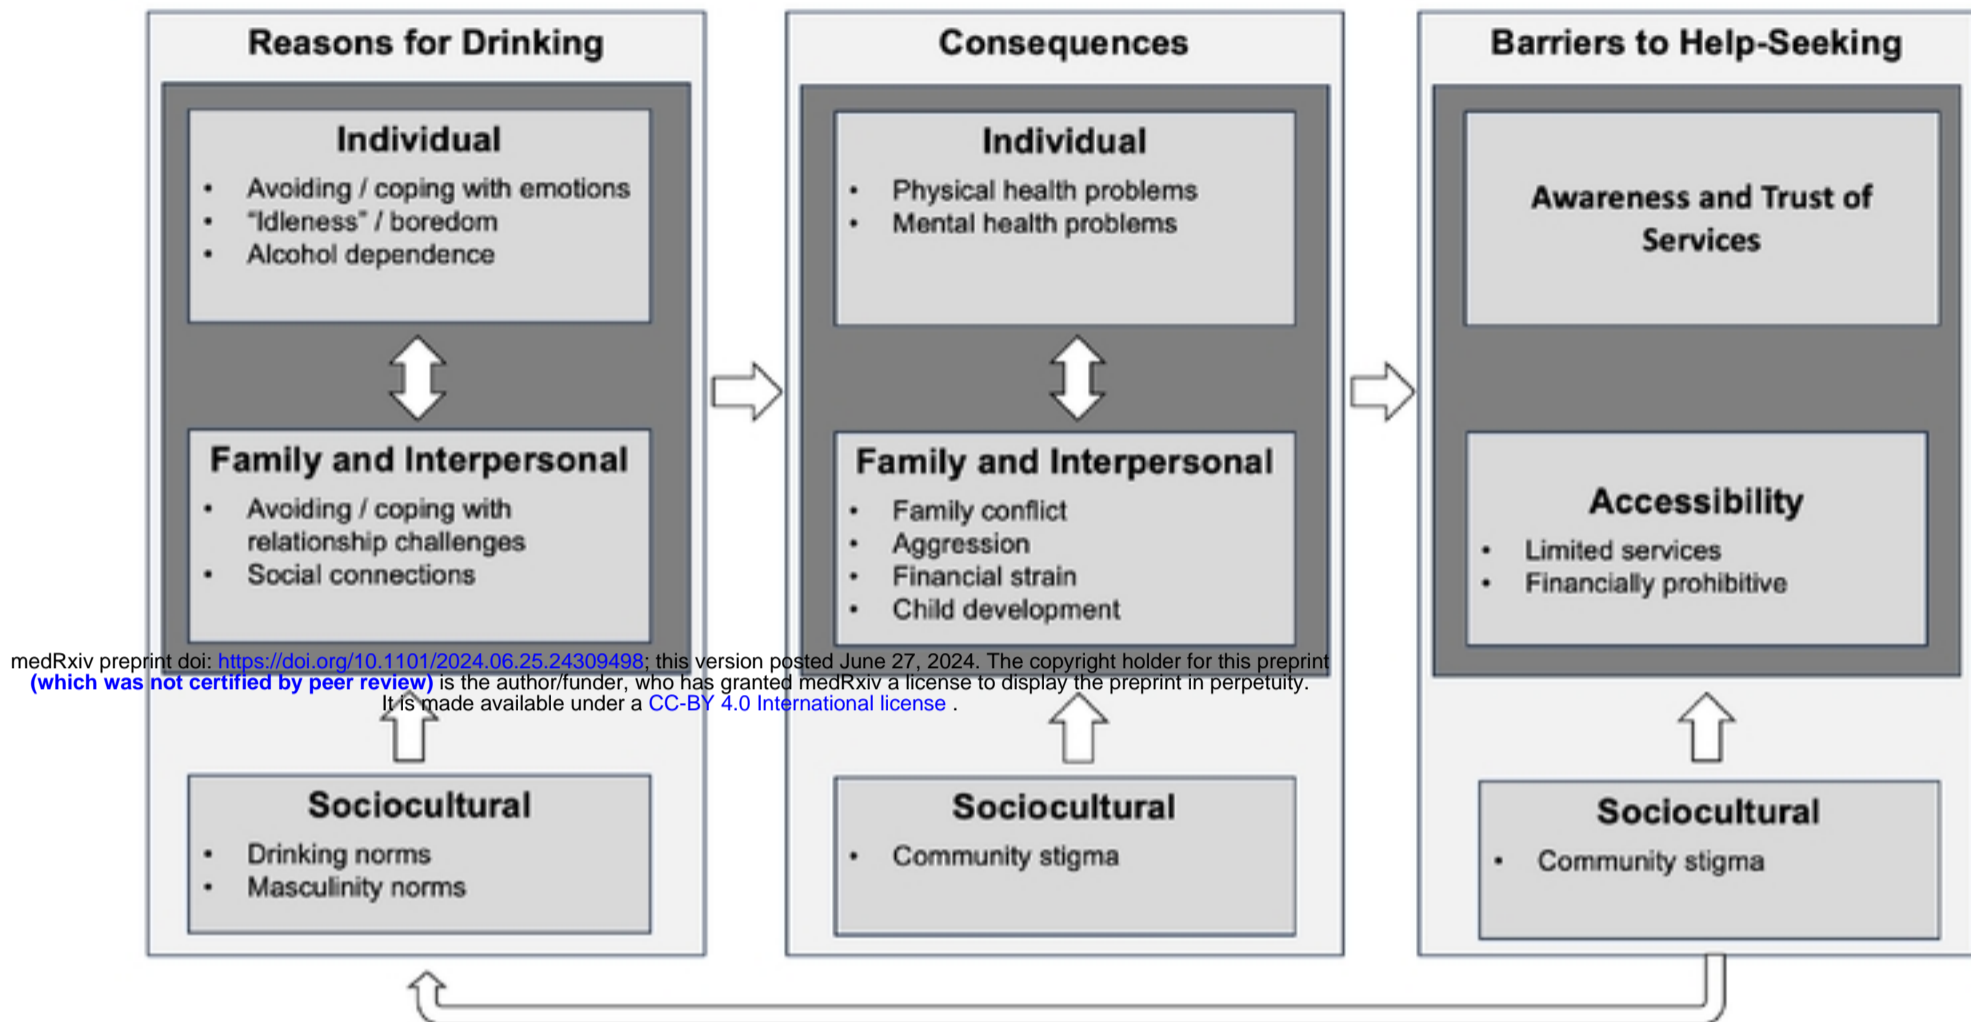 Reasons for Drinking
Individual
• Avoiding / coping with emotions
• “Idleness” / boredom
• Alcohol dependence
Family and Interpersonal
• Avoiding / coping with
relationship challenges
• Social connections
Sociocultural
• Drinking norms
• Masculinity norms
Consequences
Individual
• Physical health problems
• Mental health problems
Family and Interpersonal
• Family conflict
• Aggression
• Financial strain
• Child development
Sociocultural
• Community stigma
Barriers to Help-Seeking
Awareness and Trust of
Services
Accessibility
• Limited services
• Financially prohibitive
Sociocultural
• Community stigma
medRxiv preprint doi: https://doi.org/10.1101/2024.06.25.24309498; this version posted June 27, 2024. The copyright holder for this preprint
(which was not certified by peer review) is the author/funder, who has granted medRxiv a license to display the preprint in perpetuity.
It is made available under a CC-BY 4.0 International license .